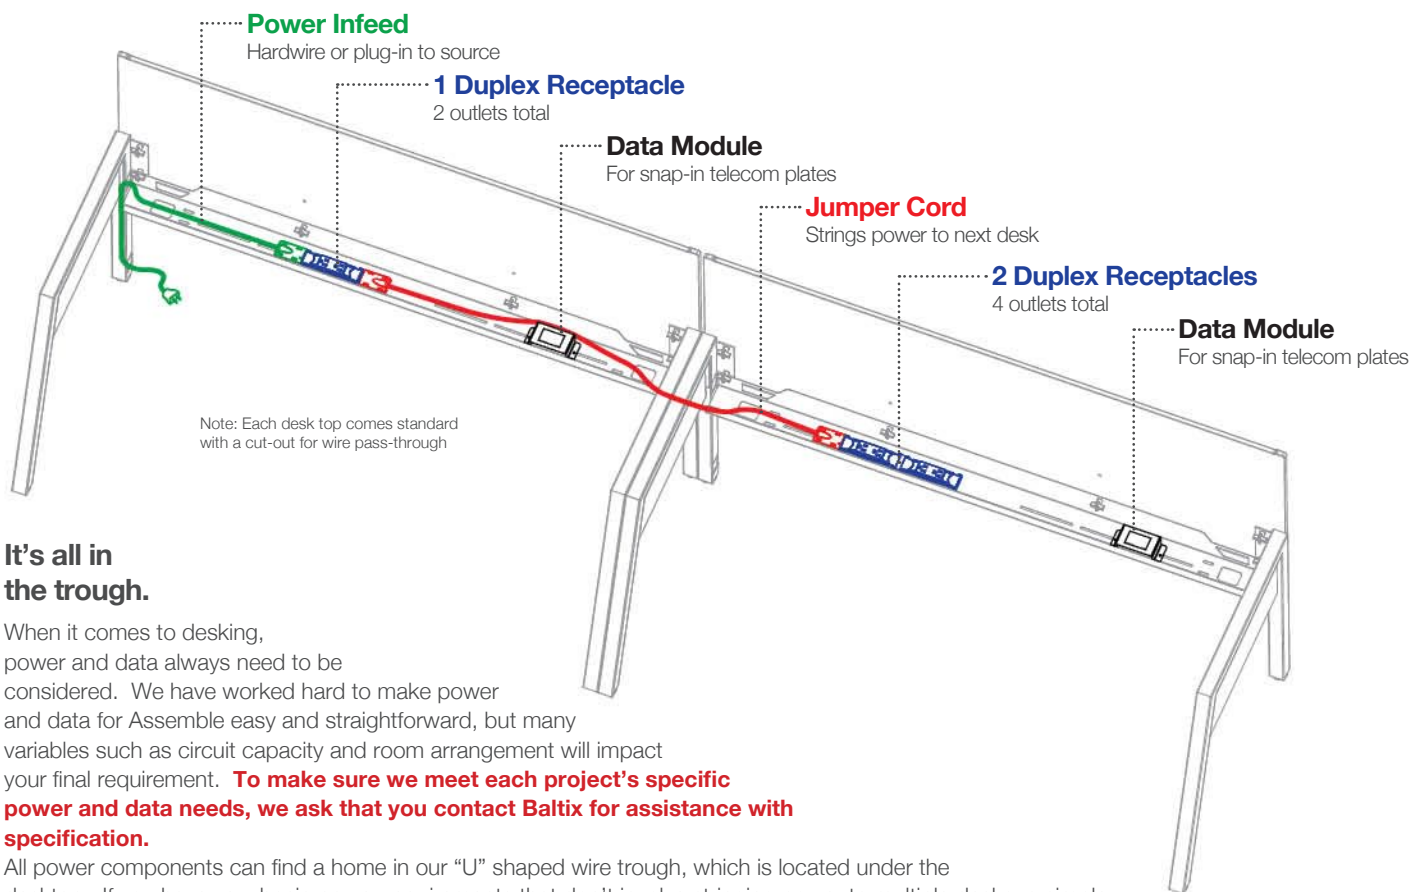 Power Infeed
Hardwire or plug-in to source
1 Duplex Receptacle
2 outlets total
Data Module
For snap-in telecom plates
Jumper Cord
Strings power to next desk
2 Duplex Receptacles
4 outlets total
Data Module
For snap-in telecom plates
Note: Each desk top comes standard
with a cut-out for wire pass-through
It's all in
the trough.
When it comes to desking,
power and data always need to be
considered.  We have worked hard to make power
and data for Assemble easy and straightforward, but many
variables such as circuit capacity and room arrangement will impact
your final requirement.  To make sure we meet each project's specific
power and data needs, we ask that you contact Baltix for assistance with
specification.
All power components can find a home in our “U” shaped wire trough, which is located under the